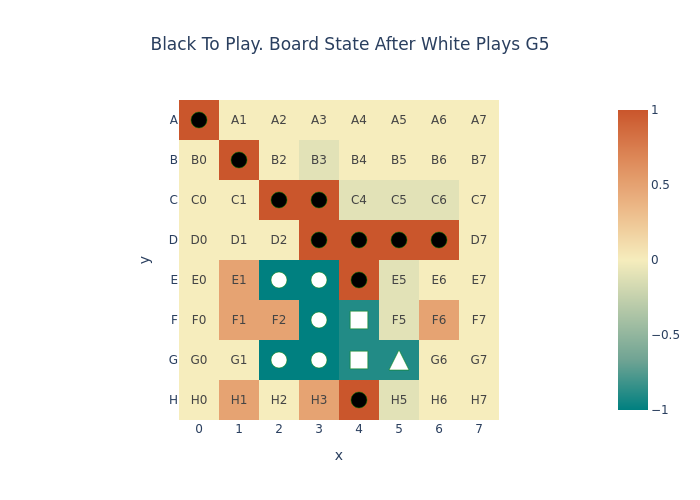 Black To Play. Board State After White Plays G5
A A1 A2 A3 A4 A5 A6 A7 1
B B0 B2 B3 B4 B5 B6 B7
0.5
C C0 C1 C4 C5 C6 C7
D D0 D1 D2 D7
y 0
E E0 E1 E5 E6 E7
F F0 F1 F2 F5 F6 F7 −0.5
G G0 G1 G6 G7
H H0 H1 H2 H3 H5 H6 H7 −1
0 1 2 3 4 5 6 7
x